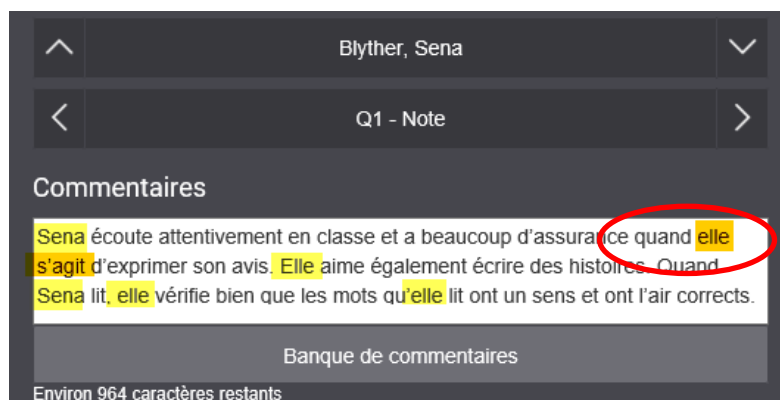 Blyther, Sena
Q1 - Note
Commentaires
Sena écoute attentivement en classe et a beaucoup d'assurance quand elle
s'agit d'exprimer son avis. Elle aime également écrire des histoires. Quand
Sena lit, elle vérifie bien que les mots qu'elle lit ont un sens et ont l'air corrects.
Banque de commentaires
Environ 964 caractères restants